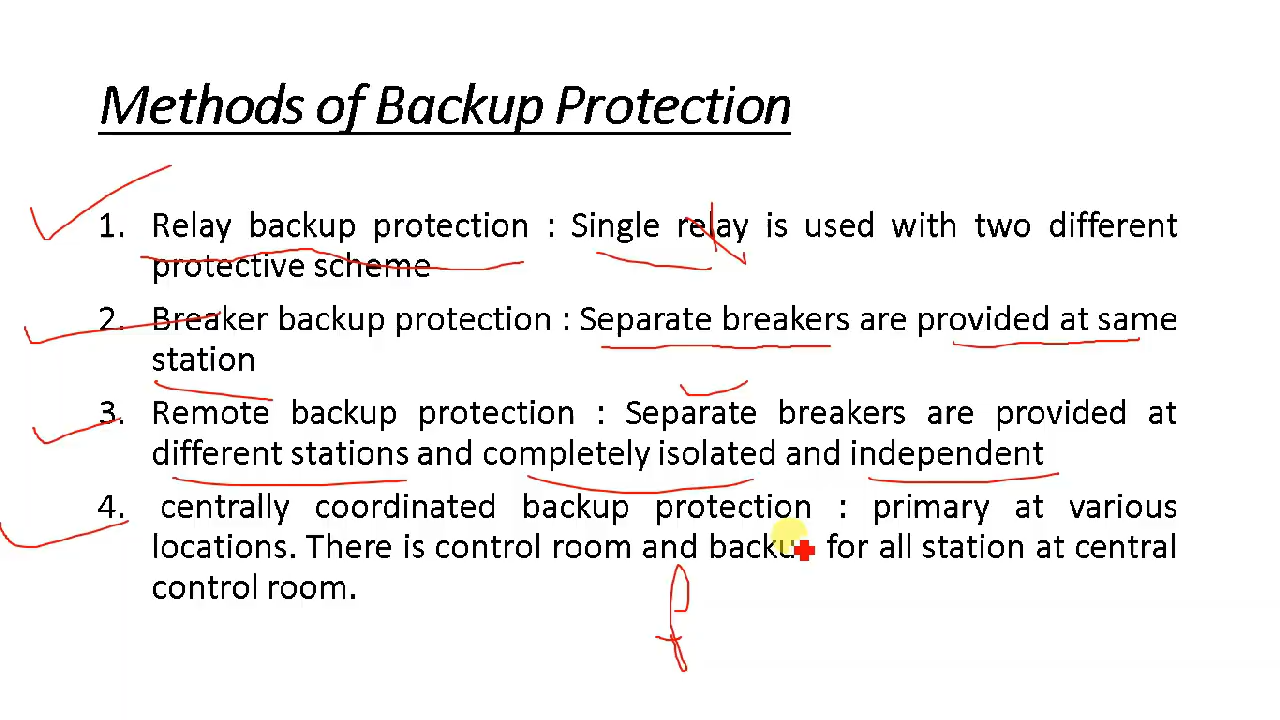 Methods of Backup Protection
1. Relay backup protection : Single relay is used with two different
protective scheme
2. Breaker backup protection : Separate breakers are provided at same
station
3. Remote backup protection : Separate breakers are provided at
different stations and completely isolated and independent
4. centrally coordinated backup protection : primary at various
locations. There is control room and backup for all station at central
control room.